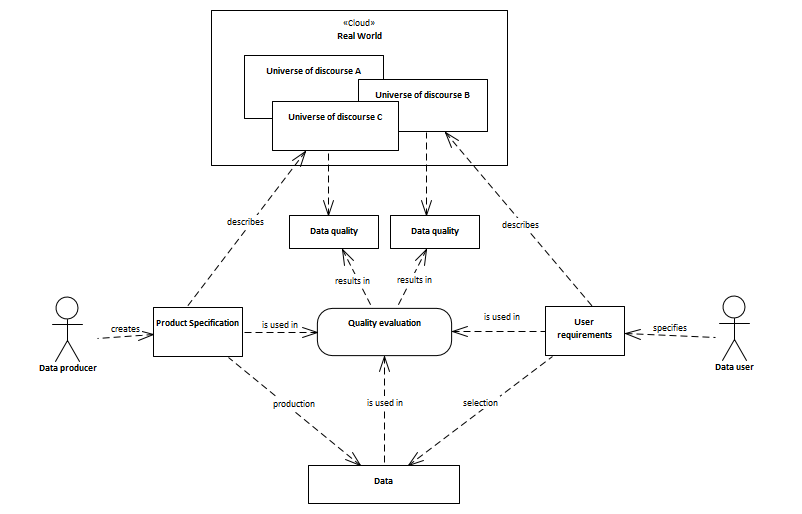 «Cloud»
Real World
Universe of discourse A
Universe of discourse B
Universe of discourse C
describes
describes
Data quality
Data quality
results in
results in
Product Specification
is used in
Quality evaluation
is used in
User
requirements
creates
specifies
Data producer
Data user
production
is used in
selection
Data